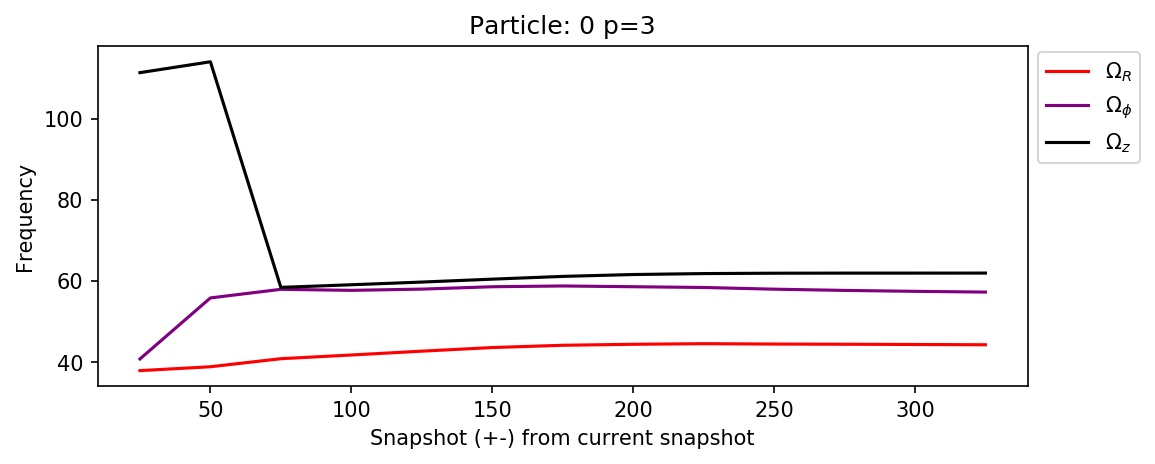 Particle: 0 p=3
Frequency
100
80
60
40
50 100 150 200 250 300
Snapshot (+-) from current snapshot
Ω_R
Ω_ϕ
Ω_z